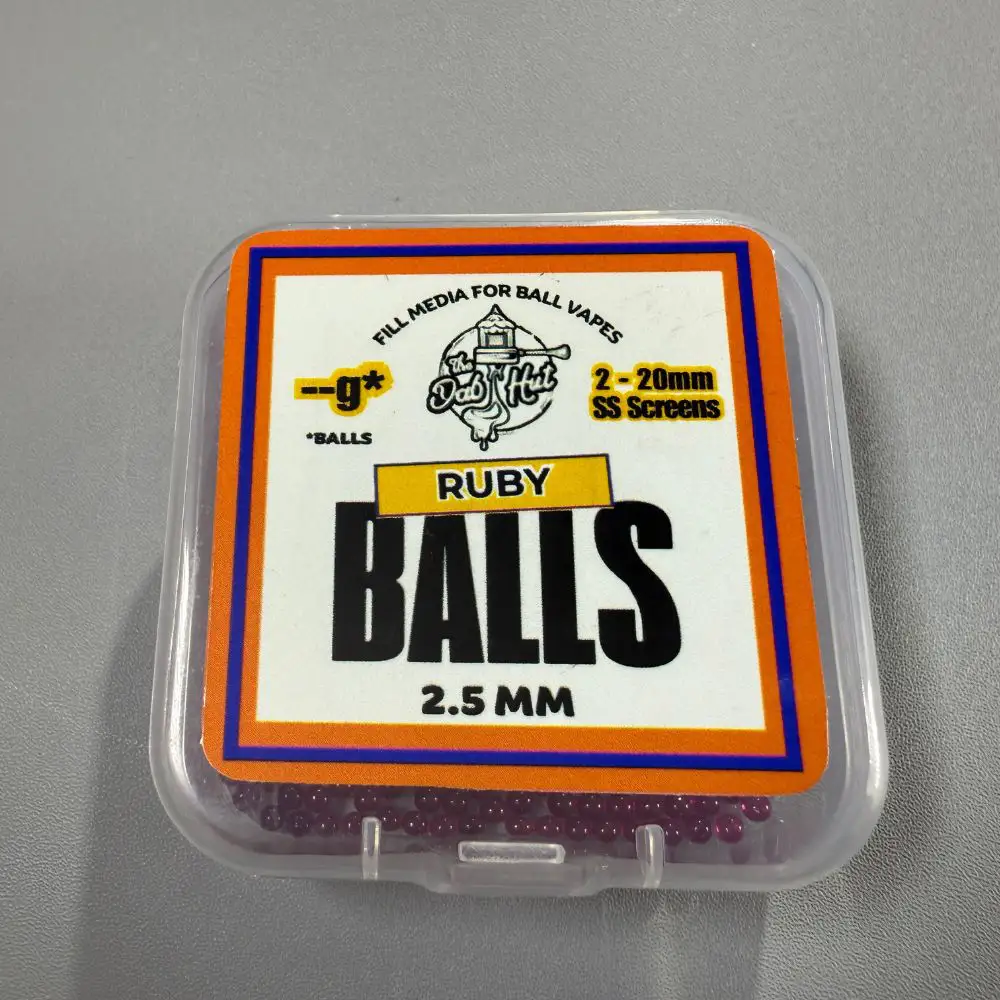 FILL MEDIA FOR BALL VAPES
The
Dab Hut
--g*
*BALLS
2 - 20mm
SS Screens
RUBY
BALLS
2.5 MM